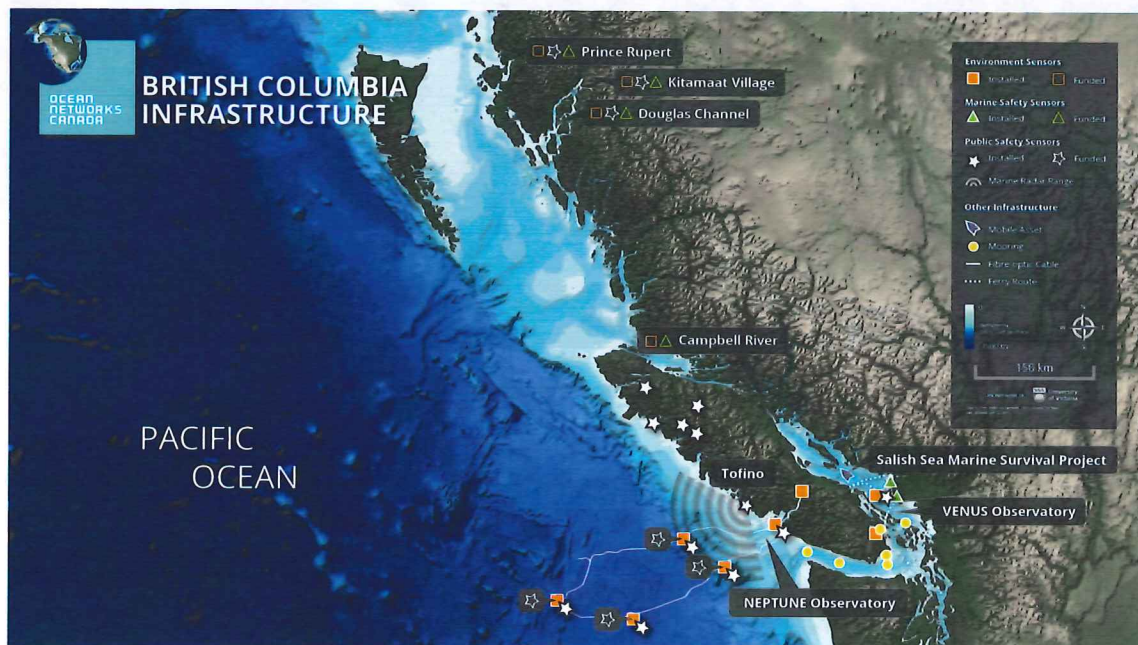 OCEAN
NETWORKS
CANADA
BRITISH COLUMBIA
INFRASTRUCTURE
Prince Rupert
Kitamaat Village
Douglas Channel
Campbell River
PACIFIC
OCEAN
Tofino
Salish Sea Marine Survival Project
VENUS Observatory
NEPTUNE Observatory
Environment Sensors
Installed Funded
Marine Safety Sensors
Installed Funded
Public Safety Sensors
Installed Funded
Marine Radar Range
Other Infrastructure
Mobile Asset
Mooring
Fibre optic Cable
Ferry Route
0
156 km